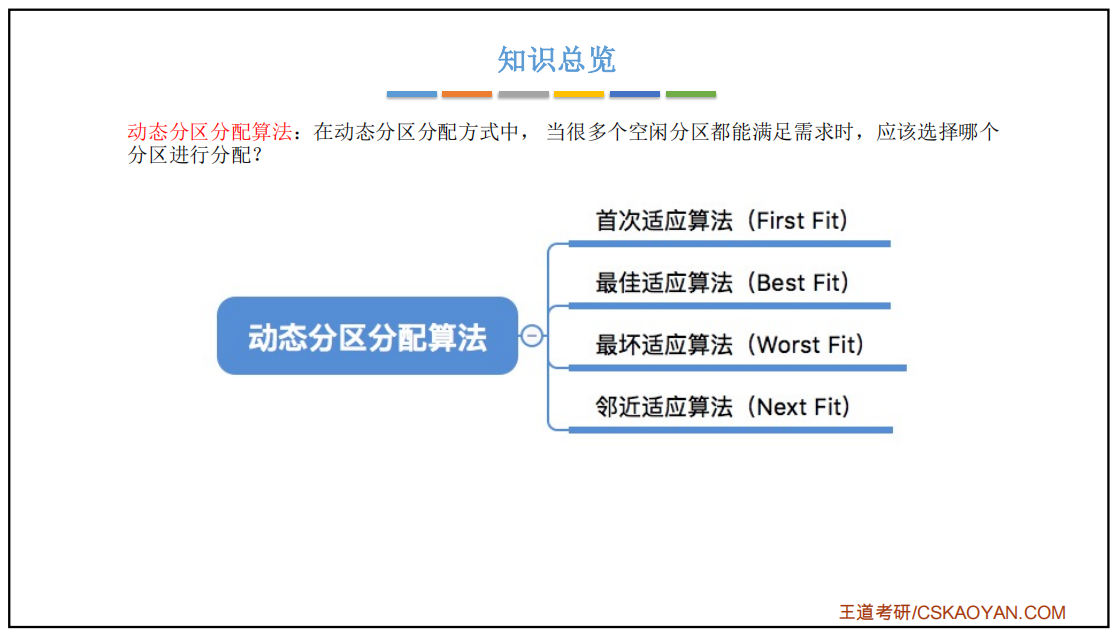 知识总览
动态分区分配算法：在动态分区分配方式中， 当很多个空闲分区都能满足需求时，应该选择哪个
分区进行分配？
首次适应算法（First Fit）
最佳适应算法（Best Fit）
动态分区分配算法
最坏适应算法（Worst Fit）
邻近适应算法（Next Fit）
王道考研/CSKAOYAN.COM